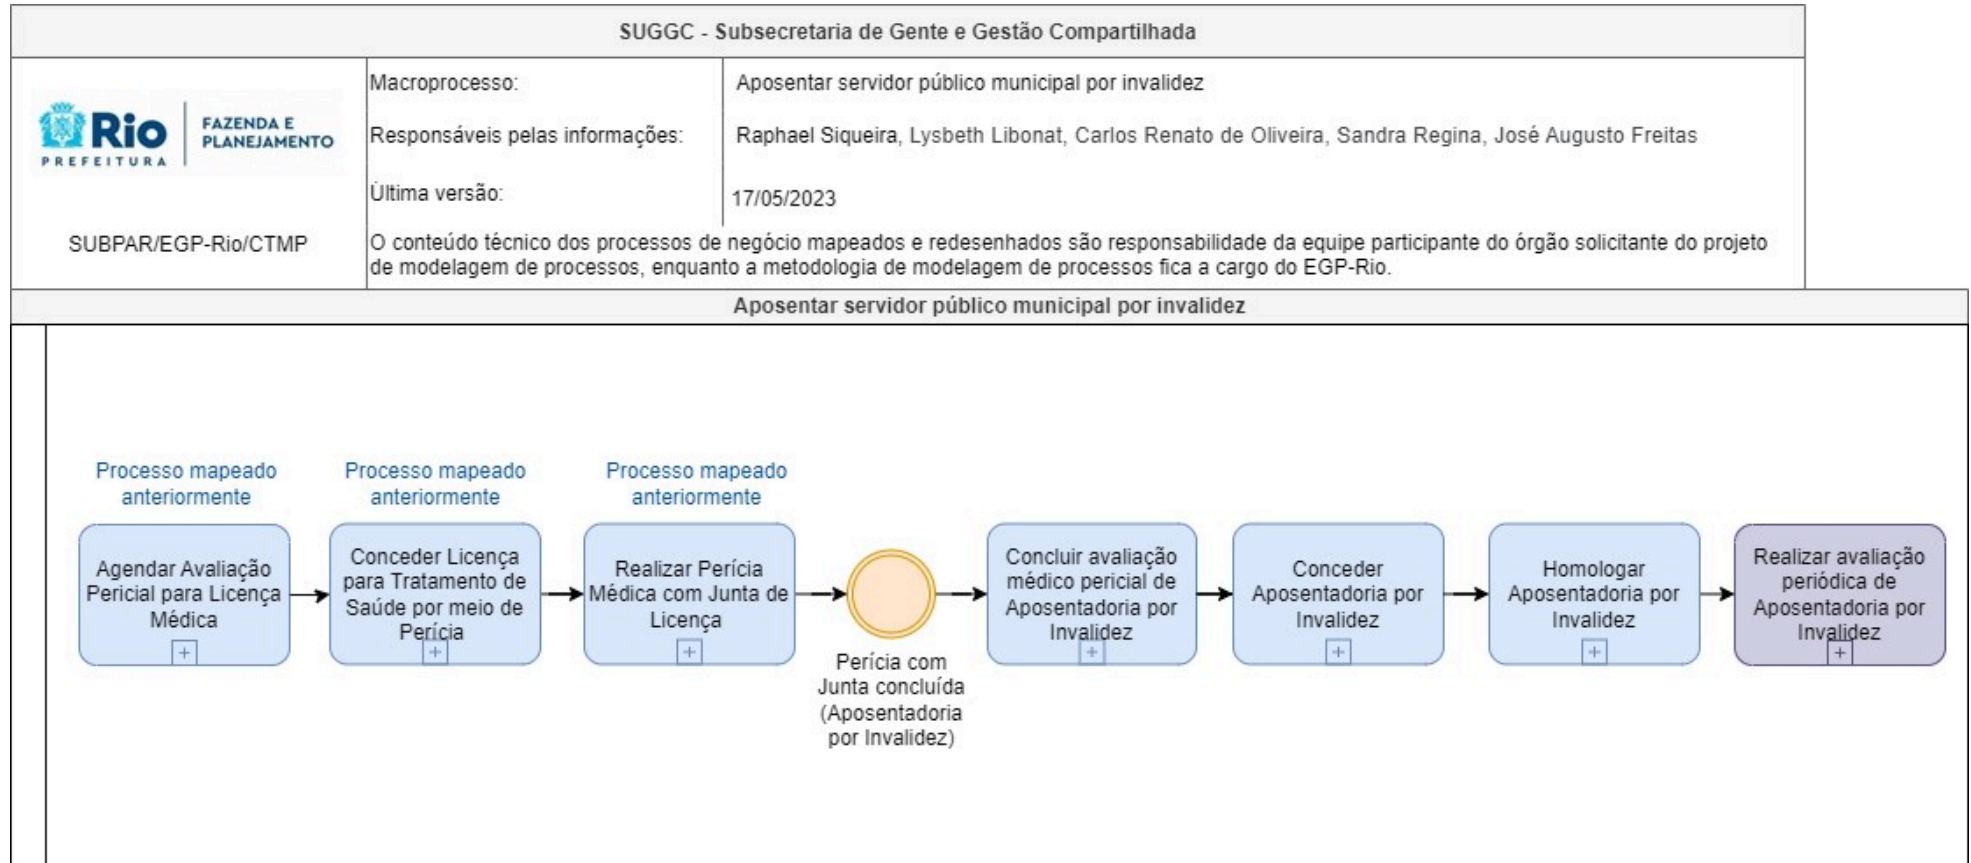 SUGGC - Subsecretaria de Gente e Gestão Compartilhada
Rio
PREFEITURA
FAZENDA E
PLANEJAMENTO
SUBPAR/EGP-Rio/CTMP
Macroprocesso:
Aposentar servidor público municipal por invalidez
Responsáveis pelas informações:
Raphael Siqueira, Lysbeth Libonat, Carlos Renato de Oliveira, Sandra Regina, José Augusto Freitas
Última versão:
17/05/2023
O conteúdo técnico dos processos de negócio mapeados e redesenhados são responsabilidade da equipe participante do órgão solicitante do projeto
de modelagem de processos, enquanto a metodologia de modelagem de processos fica a cargo do EGP-Rio.
Aposentar servidor público municipal por invalidez
Processo mapeado
anteriormente
Agendar Avaliação
Pericial para Licença
Médica
Processo mapeado
anteriormente
Conceder Licença
para Tratamento de
Saúde por meio de
Perícia
Processo mapeado
anteriormente
Realizar Perícia
Médica com Junta de
Licença
Perícia com
Junta concluída
(Aposentadoria
por Invalidez)
Concluir avaliação
médico pericial de
Aposentadoria por
Invalidez
Conceder
Aposentadoria por
Invalidez
Homologar
Aposentadoria por
Invalidez
Realizar avaliação
periódica de
Aposentadoria por
Invalidez